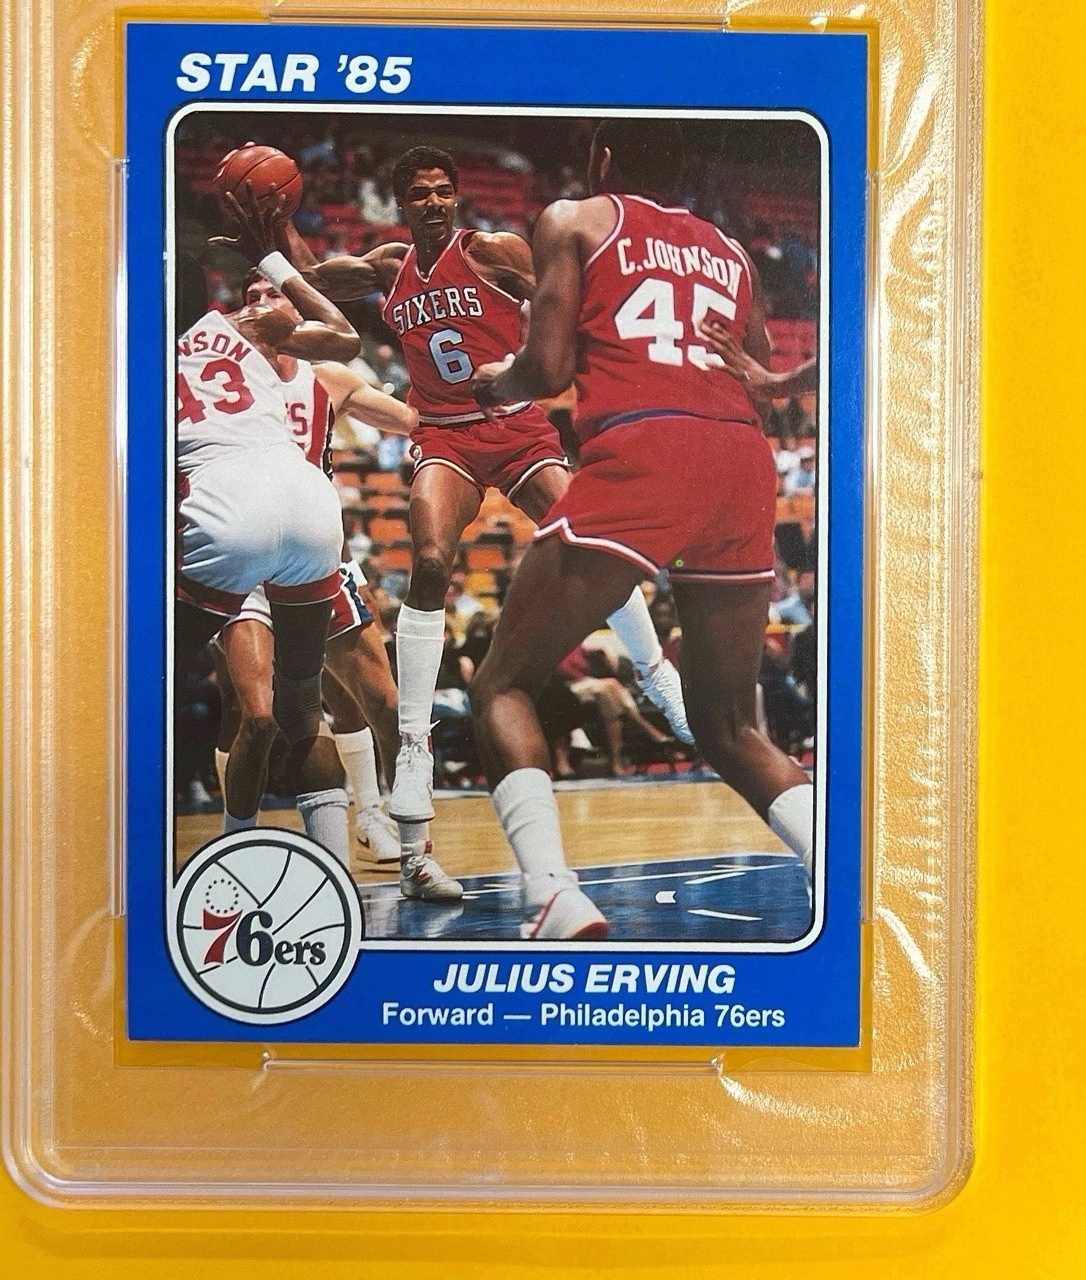 STAR '85
C.JOHNSON
45
SIXERS
6
NSON
43
S
76ers
JULIUS ERVING
Forward — Philadelphia 76ers